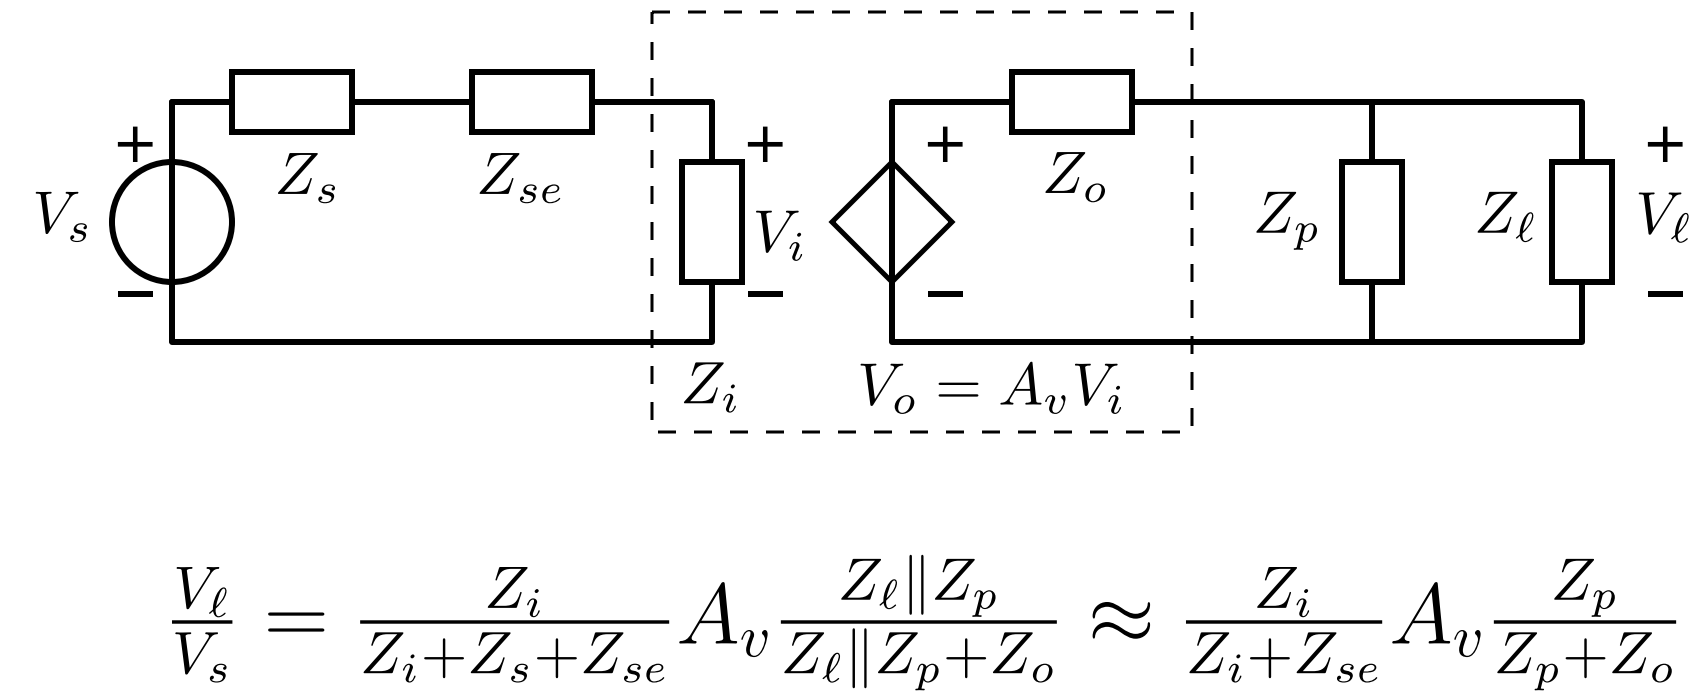 + + + +
Z_s Z_se Z_o
V_s V_i Z_p Z_ℓ V_ℓ
− − − −
Z_i V_o = A_v V_i
V_ℓ/V_s = Z_i/(Z_i+Z_s+Z_se) A_v (Z_ℓ∥Z_p)/(Z_ℓ∥Z_p+Z_o) ≈ Z_i/(Z_i+Z_se) A_v Z_p/(Z_p+Z_o)